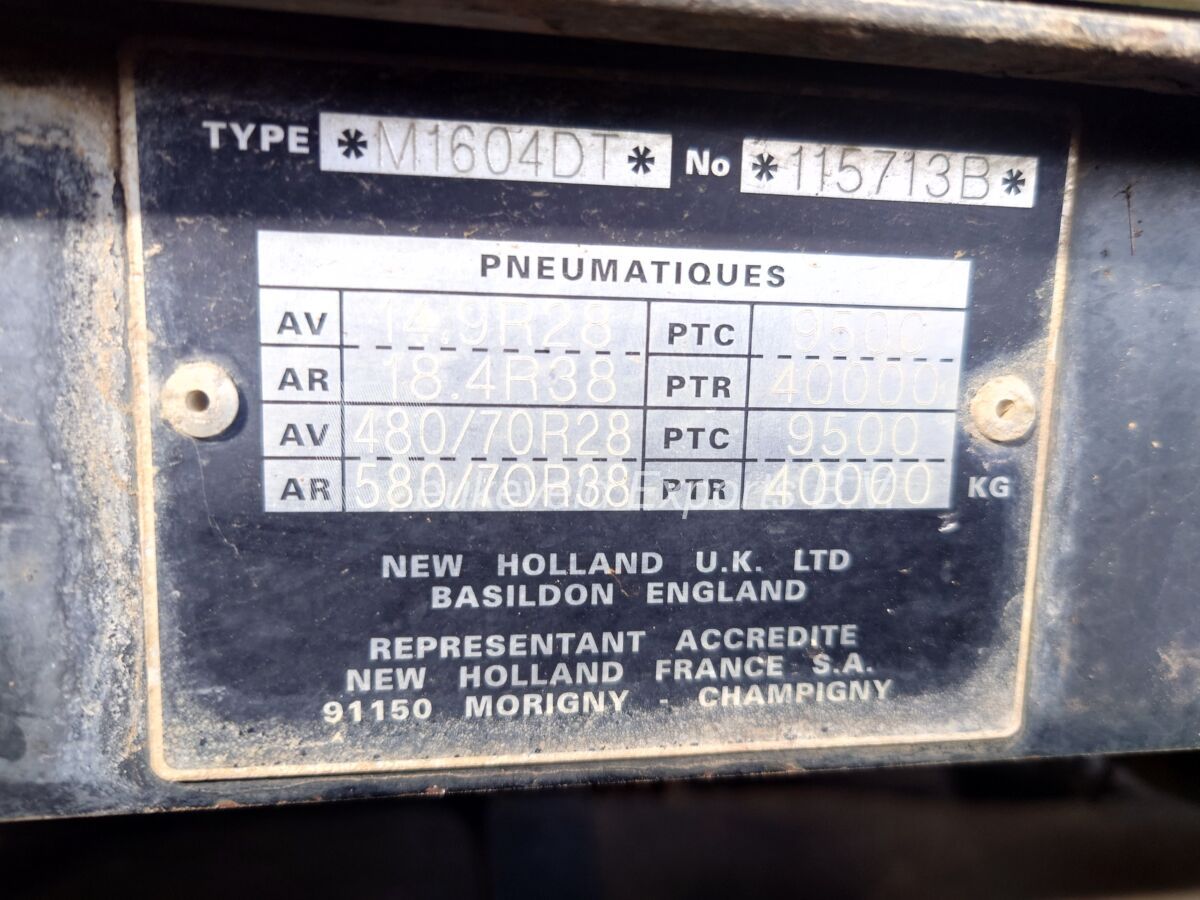 TYPE *M1604DT* No *115713B*
PNEUMATIQUES
AV 14.9R28 PTC 9500
AR 18.4R38 PTR 40000
AV 480/70R28 PTC 9500
AR 580/70R38 PTR 40000 KG
NEW HOLLAND U.K. LTD
BASILDON ENGLAND
REPRESENTANT ACCREDITE
NEW HOLLAND FRANCE S.A.
91150 MORIGNY - CHAMPIGNY